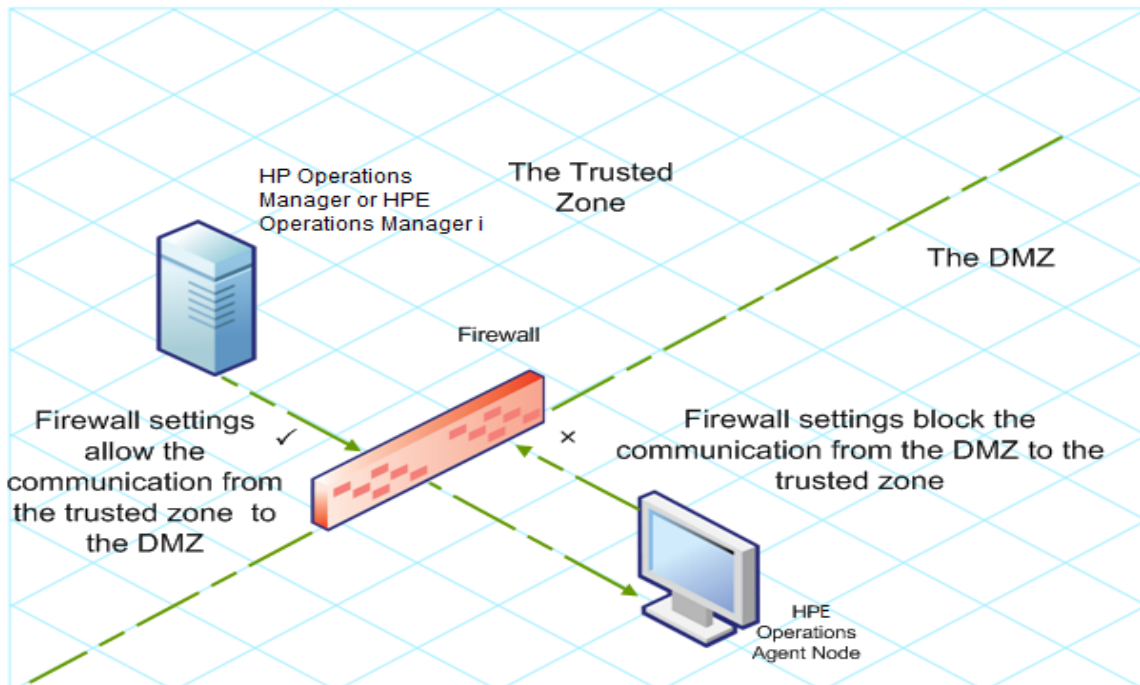 HP Operations
Manager or HPE
Operations Manager i
The Trusted
Zone
The DMZ
Firewall
Firewall settings
allow the
communication from
the trusted zone to
the DMZ
Firewall settings block the
communication from the DMZ to the
trusted zone
HPE
Operations
Agent Node